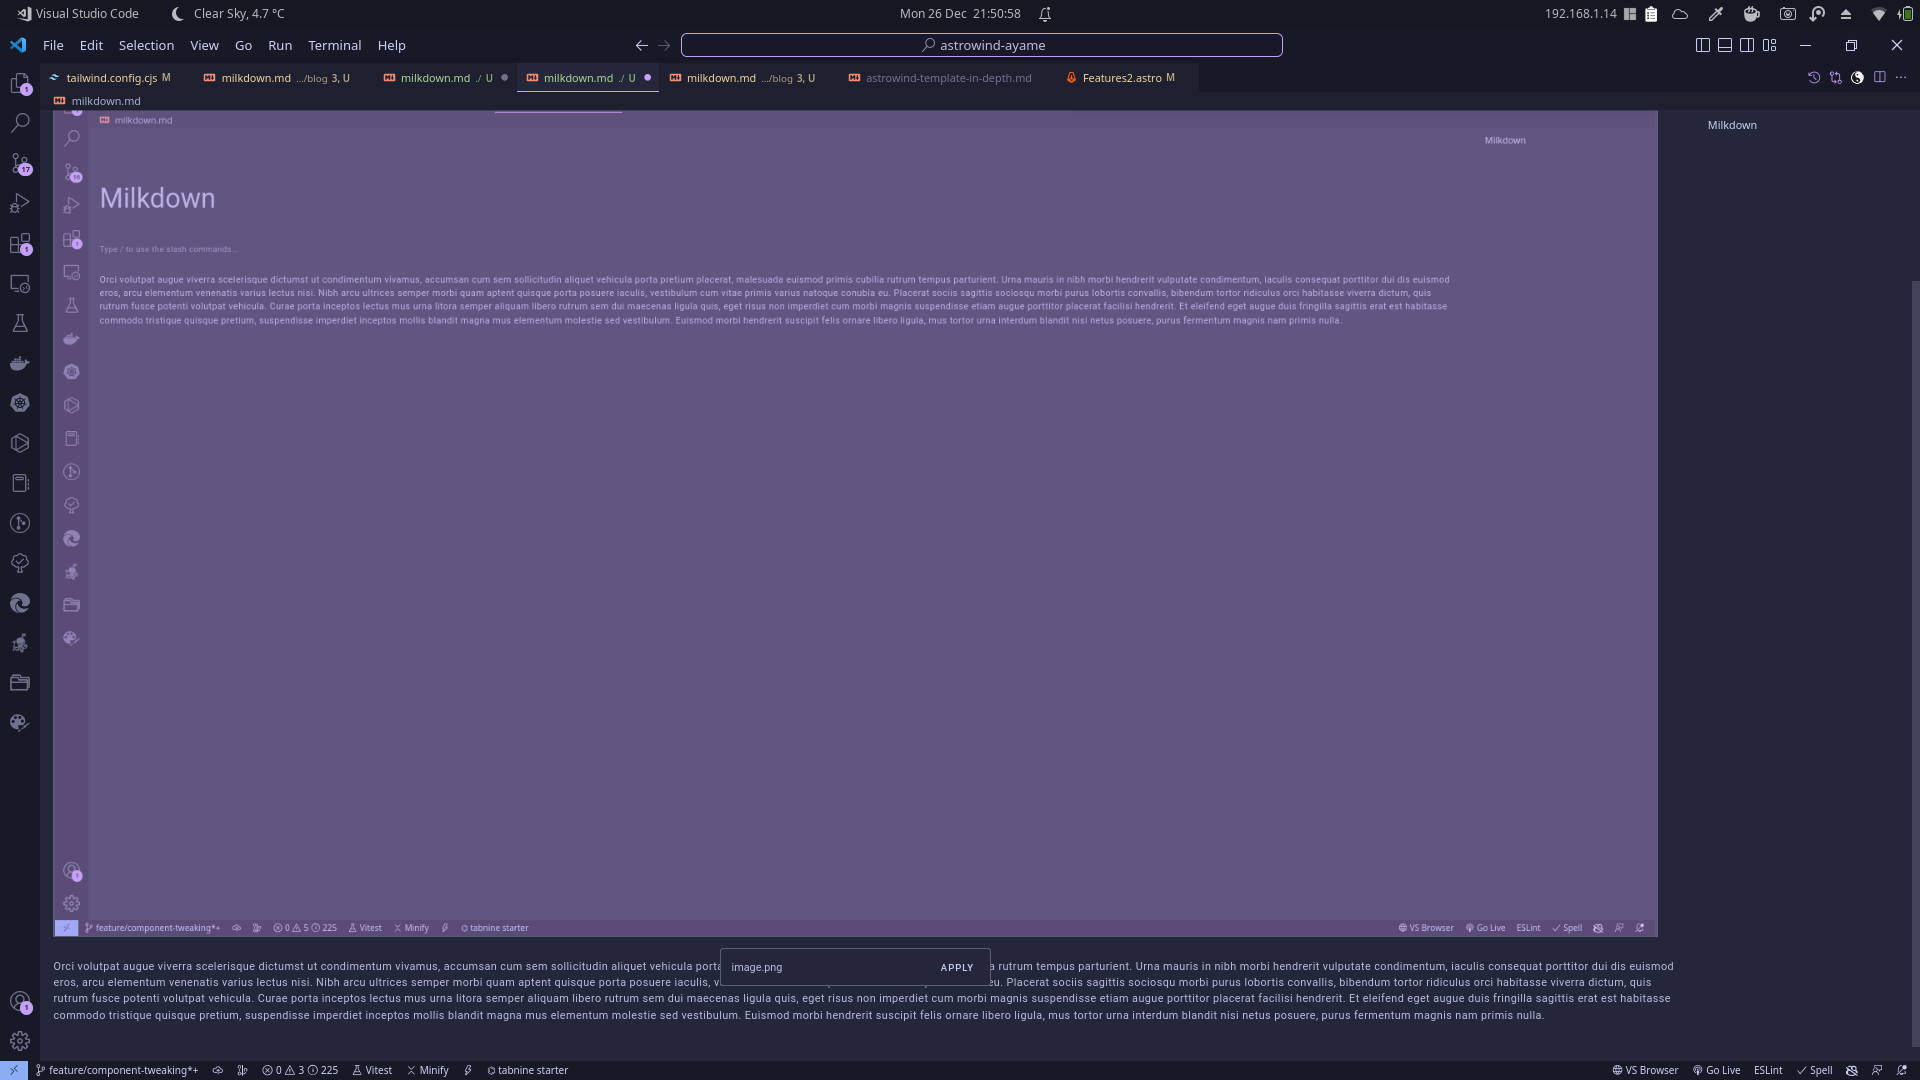 Visual Studio Code
Clear Sky, 4.7 °C
Mon 26 Dec 21:50:58
192.168.1.14
File Edit Selection View Go Run Terminal Help
astrowind-ayame
tailwind.config.cjs M
milkdown.md .../blog 3, U
milkdown.md ./ U
milkdown.md ./ U
milkdown.md .../blog 3, U
astrowind-template-in-depth.md
Features2.astro M
milkdown.md
1
17
1
1
milkdown.md
Milkdown
16
1
Milkdown
Type / to use the slash commands...
Orci volutpat augue viverra scelerisque dictumst ut condimentum vivamus, accumsan cum sem sollicitudin aliquet vehicula porta pretium placerat, malesuada euismod primis cubilia rutrum tempus parturient. Urna mauris in nibh morbi hendrerit vulputate condimentum, iaculis consequat porttitor dui dis euismod
eros, arcu elementum venenatis varius lectus nisi. Nibh arcu ultrices semper morbi quam aptent quisque porta posuere iaculis, vestibulum cum vitae primis varius natoque conubia eu. Placerat sociis sagittis sociosqu morbi purus lobortis convallis, bibendum tortor ridiculus orci habitasse viverra dictum, quis
rutrum fusce potenti volutpat vehicula. Curae porta inceptos lectus mus urna litora semper aliquam libero rutrum sem dui maecenas ligula quis, eget risus non imperdiet cum morbi magnis suspendisse etiam augue porttitor placerat facilisi hendrerit. Et eleifend eget augue duis fringilla sagittis erat est habitasse
commodo tristique quisque pretium, suspendisse imperdiet inceptos mollis blandit magna mus elementum molestie sed vestibulum. Euismod morbi hendrerit suscipit felis ornare libero ligula, mus tortor urna interdum blandit nisi netus posuere, purus fermentum magnis nam primis nulla.
1
feature/component-tweaking*+ 0 5 225 Vitest Minify tabnine starter
VS Browser Go Live ESLint Spell
Milkdown
image.png APPLY
Orci volutpat augue viverra scelerisque dictumst ut condimentum vivamus, accumsan cum sem sollicitudin aliquet vehicula porta rutrum tempus parturient. Urna mauris in nibh morbi hendrerit vulputate condimentum, iaculis consequat porttitor dui dis euismod
eros, arcu elementum venenatis varius lectus nisi. Nibh arcu ultrices semper morbi quam aptent quisque porta posuere iaculis, eu. Placerat sociis sagittis sociosqu morbi purus lobortis convallis, bibendum tortor ridiculus orci habitasse viverra dictum, quis
rutrum fusce potenti volutpat vehicula. Curae porta inceptos lectus mus urna litora semper aliquam libero rutrum sem dui maecenas ligula quis, eget risus non imperdiet cum morbi magnis suspendisse etiam augue porttitor placerat facilisi hendrerit. Et eleifend eget augue duis fringilla sagittis erat est habitasse
commodo tristique quisque pretium, suspendisse imperdiet inceptos mollis blandit magna mus elementum molestie sed vestibulum. Euismod morbi hendrerit suscipit felis ornare libero ligula, mus tortor urna interdum blandit nisi netus posuere, purus fermentum magnis nam primis nulla.
1
feature/component-tweaking*+ 0 3 225 Vitest Minify tabnine starter
VS Browser Go Live ESLint Spell